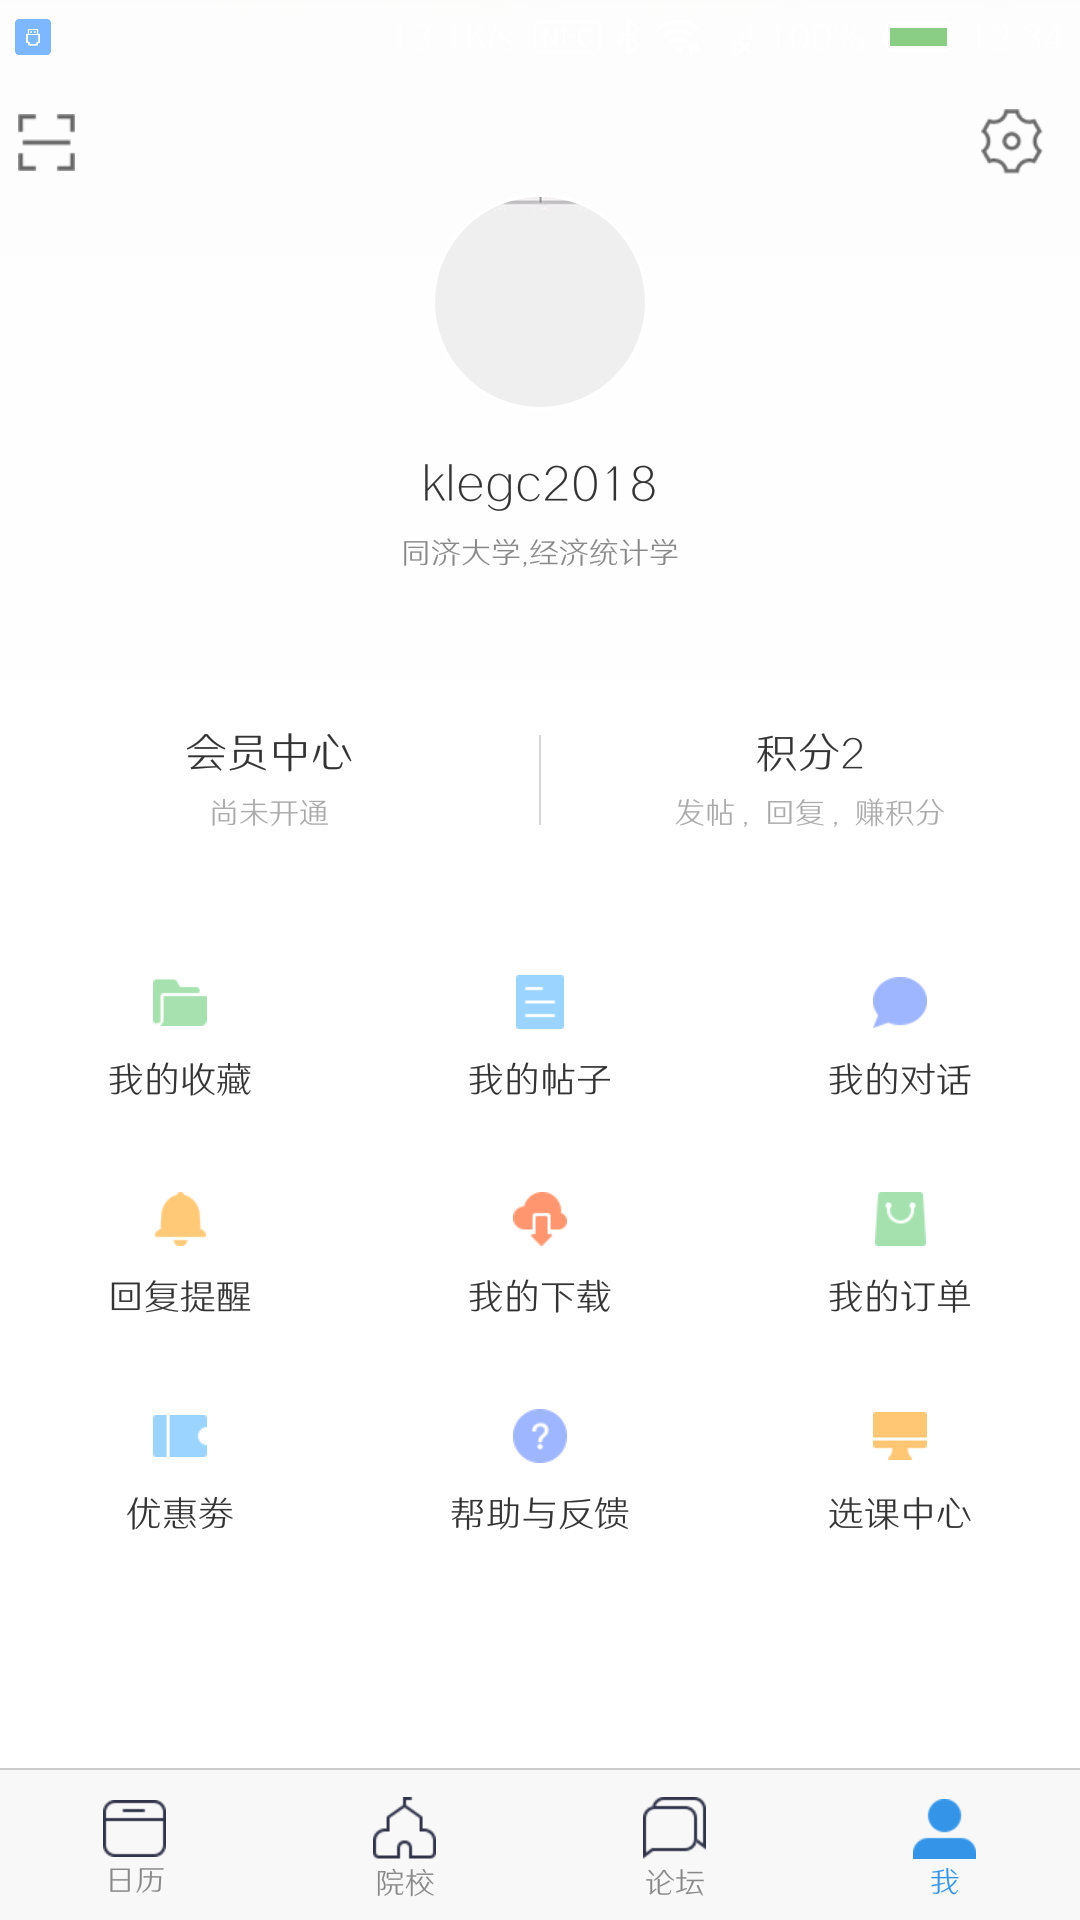 klegc2018
同济大学,经济统计学
会员中心
积分2
尚未开通
发帖，回复，赚积分
我的收藏
我的帖子
我的对话
回复提醒
我的下载
我的订单
优惠券
帮助与反馈
选课中心
日历
院校
论坛
我